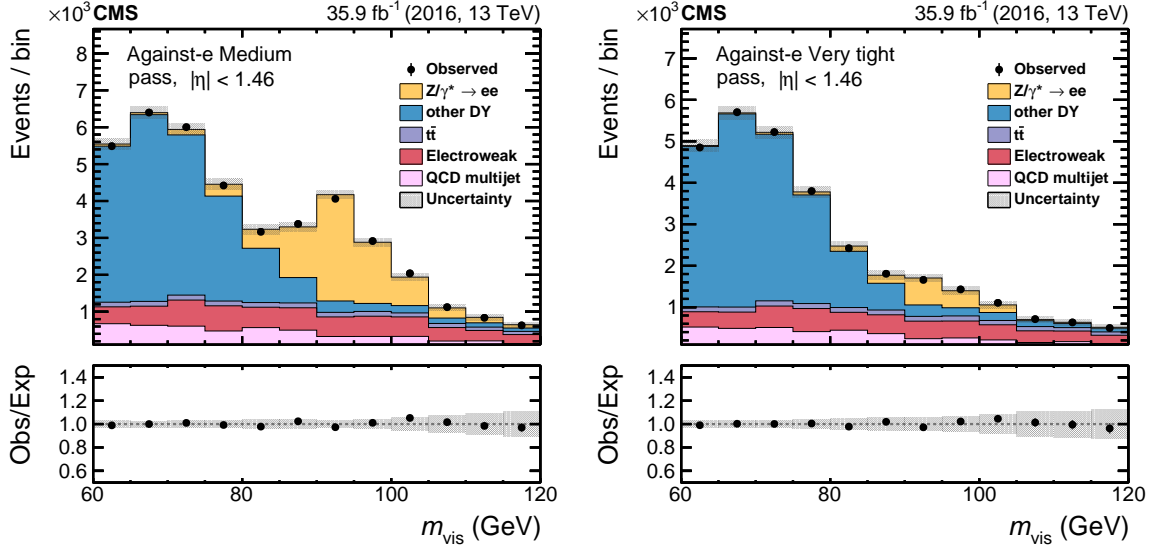 ×10³ CMS 35.9 fb⁻¹ (2016, 13 TeV)
Events / bin
8
7
6
5
4
3
2
1
Against-e Medium
pass, |η| < 1.46
Observed
Z/γ* → ee
other DY
tt̄
Electroweak
QCD multijet
Uncertainty
Obs/Exp
1.4
1.2
1.0
0.8
0.6
60 80 100 120
m_vis (GeV)
×10³ CMS 35.9 fb⁻¹ (2016, 13 TeV)
Events / bin
7
6
5
4
3
2
1
Against-e Very tight
pass, |η| < 1.46
Observed
Z/γ* → ee
other DY
tt̄
Electroweak
QCD multijet
Uncertainty
Obs/Exp
1.4
1.2
1.0
0.8
0.6
60 80 100 120
m_vis (GeV)